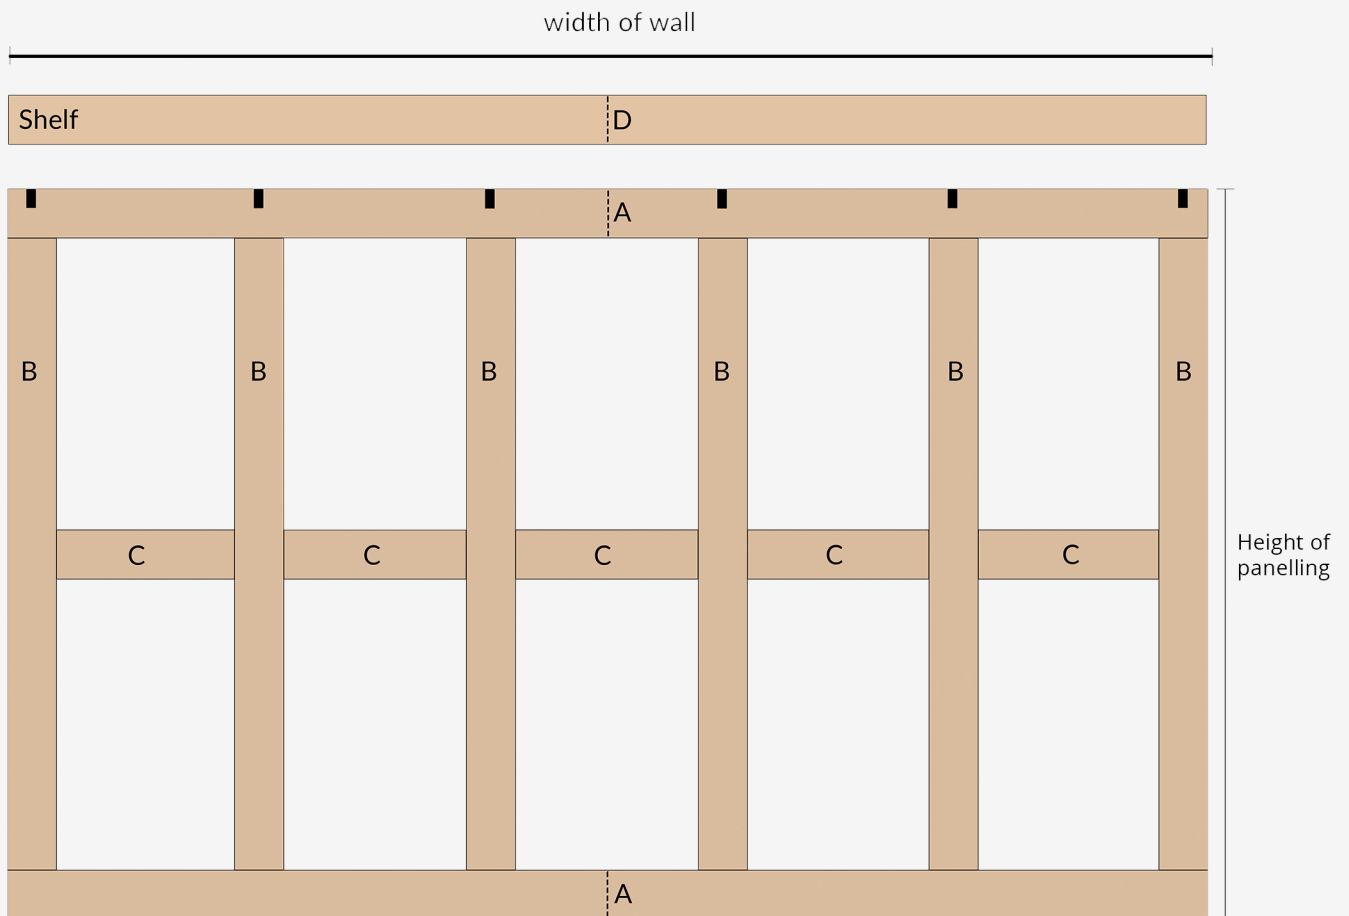 width of wall
Shelf D
A
B B B B B B
C C C C C
Height of
panelling
A